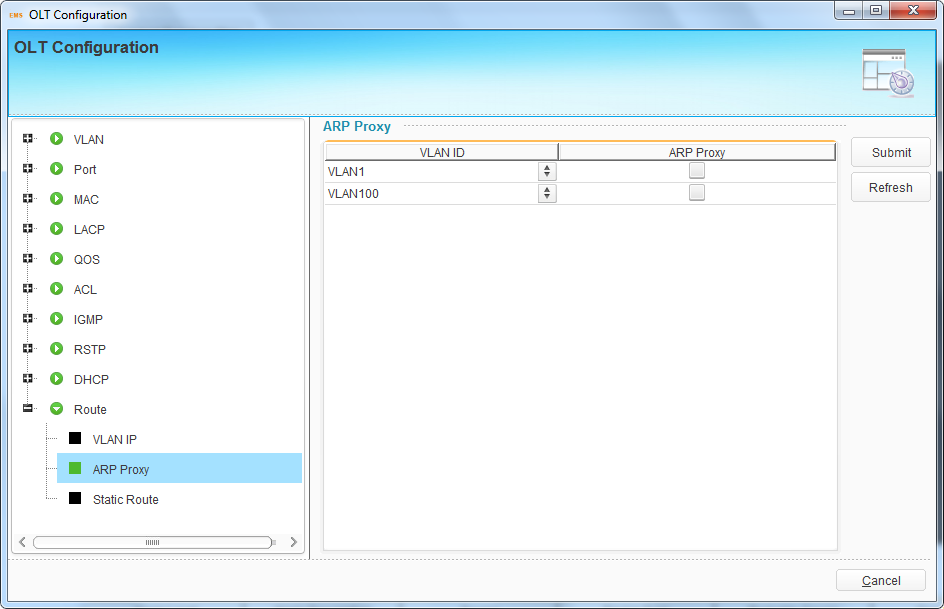 EMS OLT Configuration
OLT Configuration
VLAN
Port
MAC
LACP
QOS
ACL
IGMP
RSTP
DHCP
Route
VLAN IP
ARP Proxy
Static Route
ARP Proxy
VLAN ID ARP Proxy
VLAN1
VLAN100
Submit
Refresh
Cancel